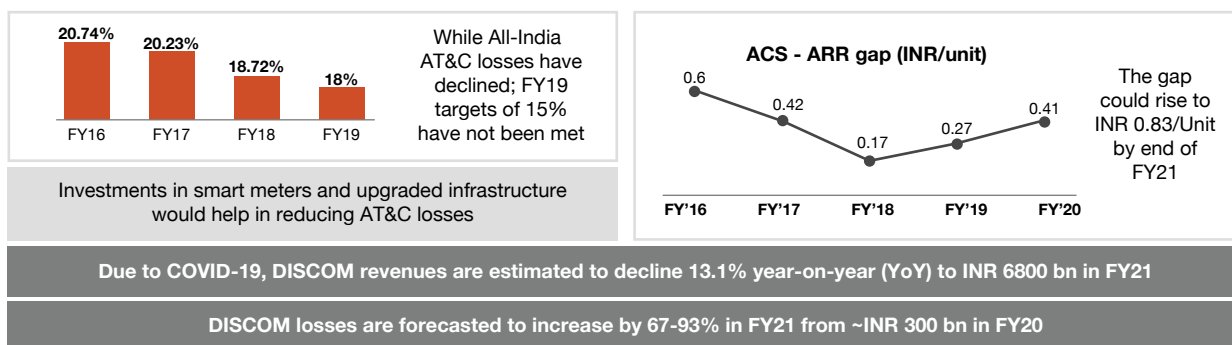 20.74%
20.23%
18.72%
18%
FY16
FY17
FY18
FY19
While All-India
AT&C losses have
declined; FY19
targets of 15%
have not been met
Investments in smart meters and upgraded infrastructure
would help in reducing AT&C losses
ACS - ARR gap (INR/unit)
0.6
0.42
0.17
0.27
0.41
FY'16
FY'17
FY'18
FY'19
FY'20
The gap
could rise to
INR 0.83/Unit
by end of
FY21
Due to COVID-19, DISCOM revenues are estimated to decline 13.1% year-on-year (YoY) to INR 6800 bn in FY21
DISCOM losses are forecasted to increase by 67-93% in FY21 from ~INR 300 bn in FY20